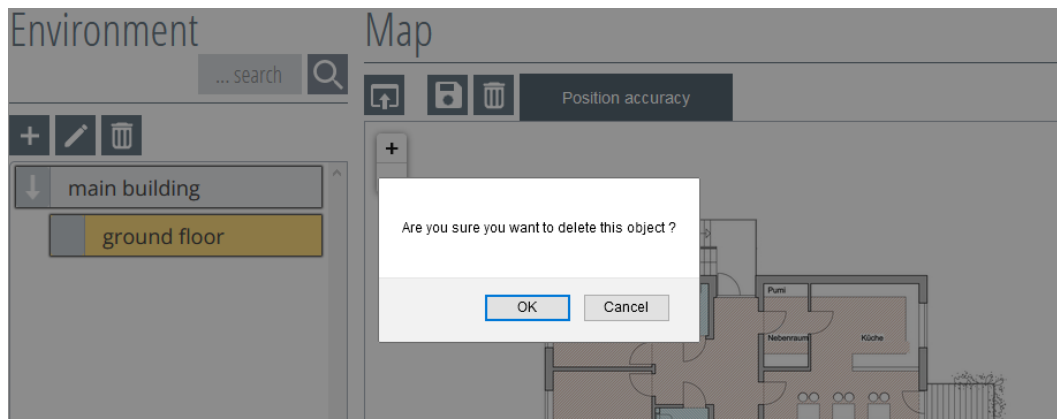 Environment
... search
main building
ground floor
Map
Position accuracy
+
Are you sure you want to delete this object ?
OK
Cancel
Pumi
Nebenraum
Küche